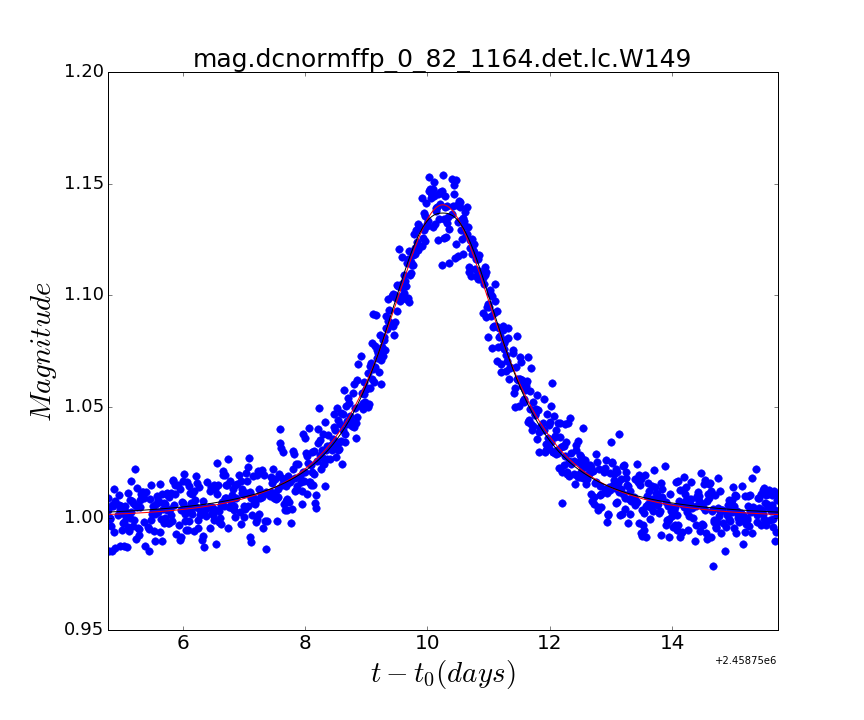 mag.dcnormffp_0_82_1164.det.lc.W149
1.20
1.15
1.10
1.05
1.00
0.95
Magnitude
6 8 10 12 14
+2.45875e6
t − t₀(days)